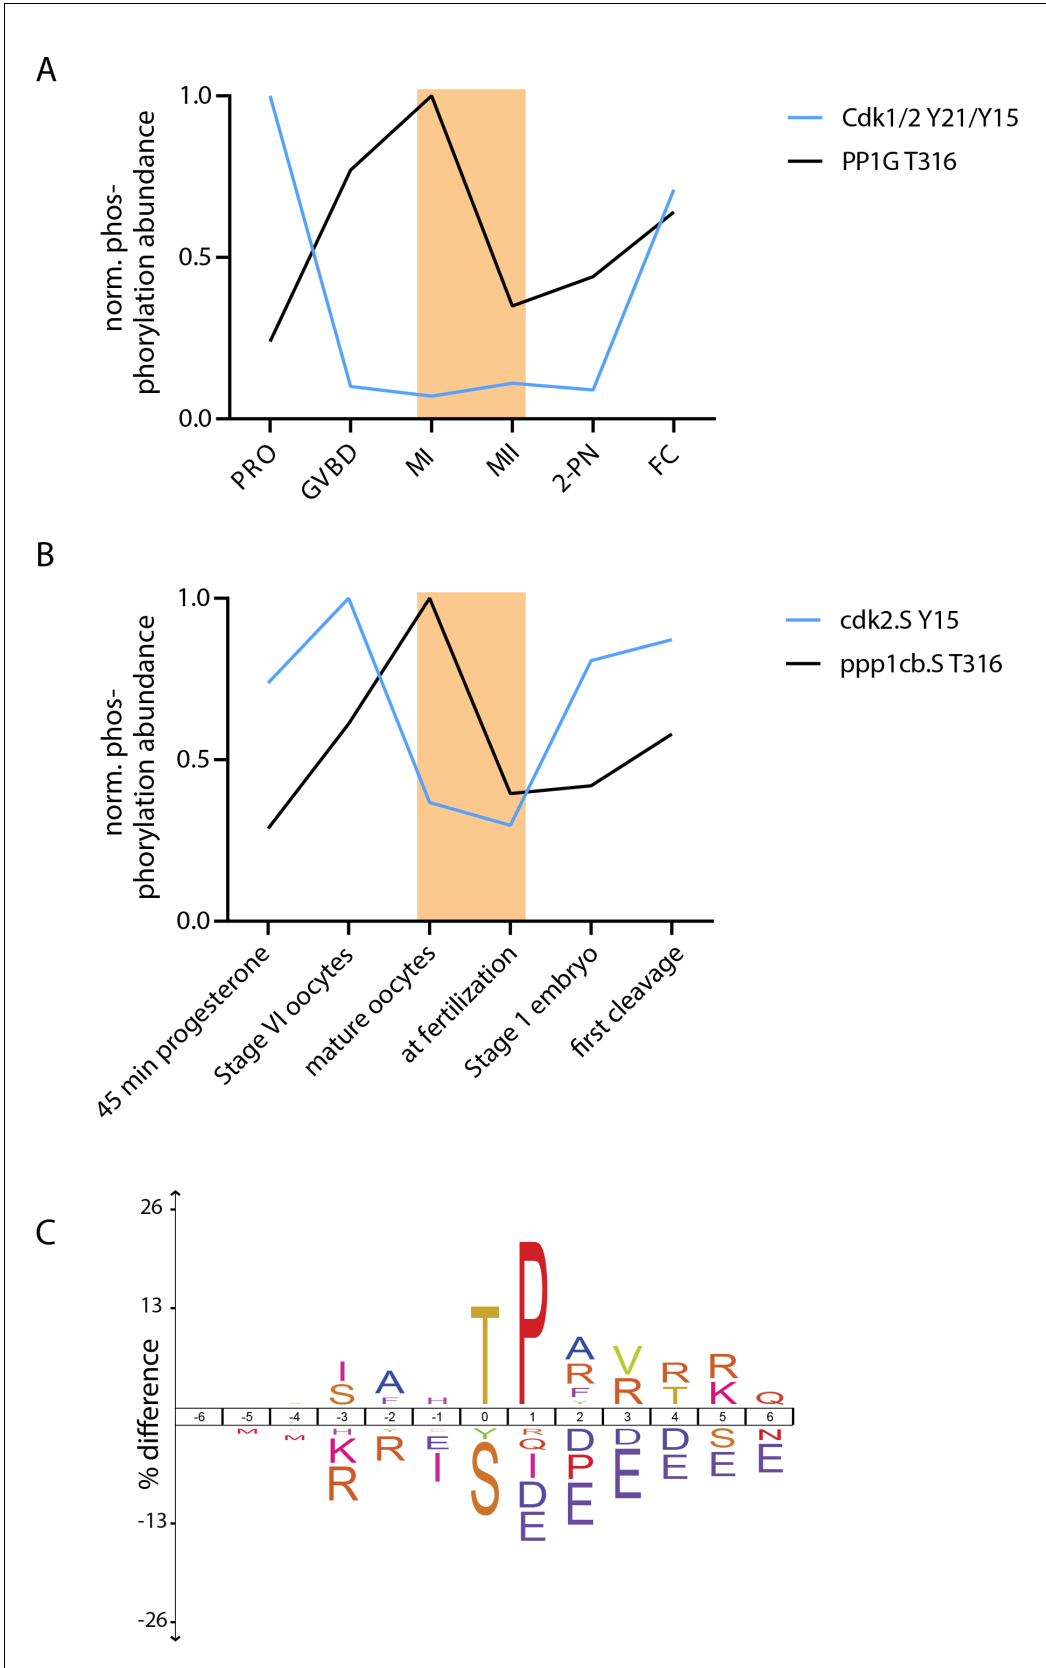 A
1.0
0.5
0.0
norm. phos-
phorylation abundance
PRO
GVBD
MI
MII
2-PN
FC
Cdk1/2 Y21/Y15
PP1G T316
B
1.0
0.5
0.0
norm. phos-
phorylation abundance
45 min progesterone
Stage VI oocytes
mature oocytes
at fertilization
Stage 1 embryo
first cleavage
cdk2.S Y15
ppp1cb.S T316
C
26
13
-13
-26
% difference
I A H T P A V R R Q
S F R R T K
F
-6 -5 -4 -3 -2 -1 0 1 2 3 4 5 6
M M H Y E Y R D D D S N
K R I S Q P E E E E
R I E
D
E